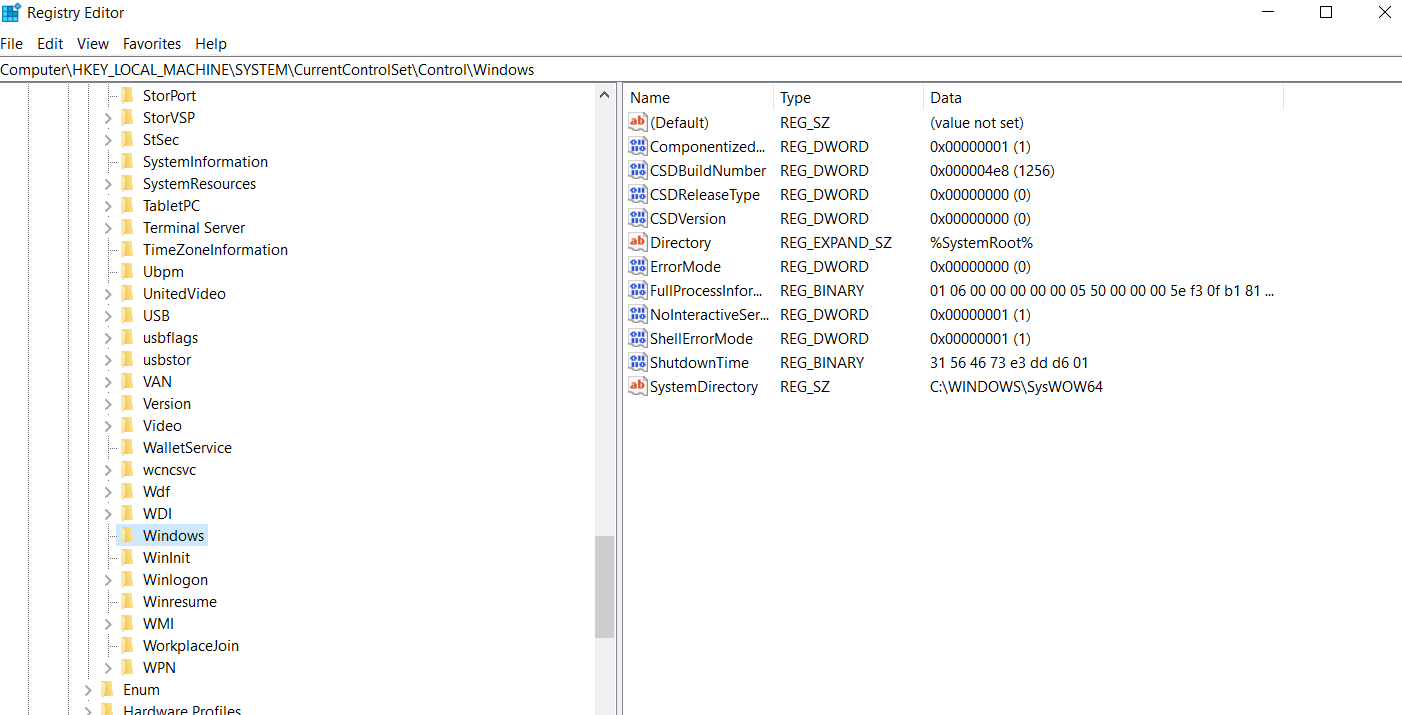 Registry Editor
File Edit View Favorites Help
Computer\HKEY_LOCAL_MACHINE\SYSTEM\CurrentControlSet\Control\Windows
StorPort
StorVSP
StSec
SystemInformation
SystemResources
TabletPC
Terminal Server
TimeZoneInformation
Ubpm
UnitedVideo
USB
usbflags
usbstor
VAN
Version
Video
WalletService
wcncsvc
Wdf
WDI
Windows
WinInit
Winlogon
Winresume
WMI
WorkplaceJoin
WPN
Enum
Hardware Profiles
Name Type Data
(Default) REG_SZ (value not set)
Componentized... REG_DWORD 0x00000001 (1)
CSDBuildNumber REG_DWORD 0x000004e8 (1256)
CSDReleaseType REG_DWORD 0x00000000 (0)
CSDVersion REG_DWORD 0x00000000 (0)
Directory REG_EXPAND_SZ %SystemRoot%
ErrorMode REG_DWORD 0x00000000 (0)
FullProcessInfor... REG_BINARY 01 06 00 00 00 00 00 05 50 00 00 00 5e f3 0f b1 81 ...
NoInteractiveSer... REG_DWORD 0x00000001 (1)
ShellErrorMode REG_DWORD 0x00000001 (1)
ShutdownTime REG_BINARY 31 56 46 73 e3 dd d6 01
SystemDirectory REG_SZ C:\WINDOWS\SysWOW64